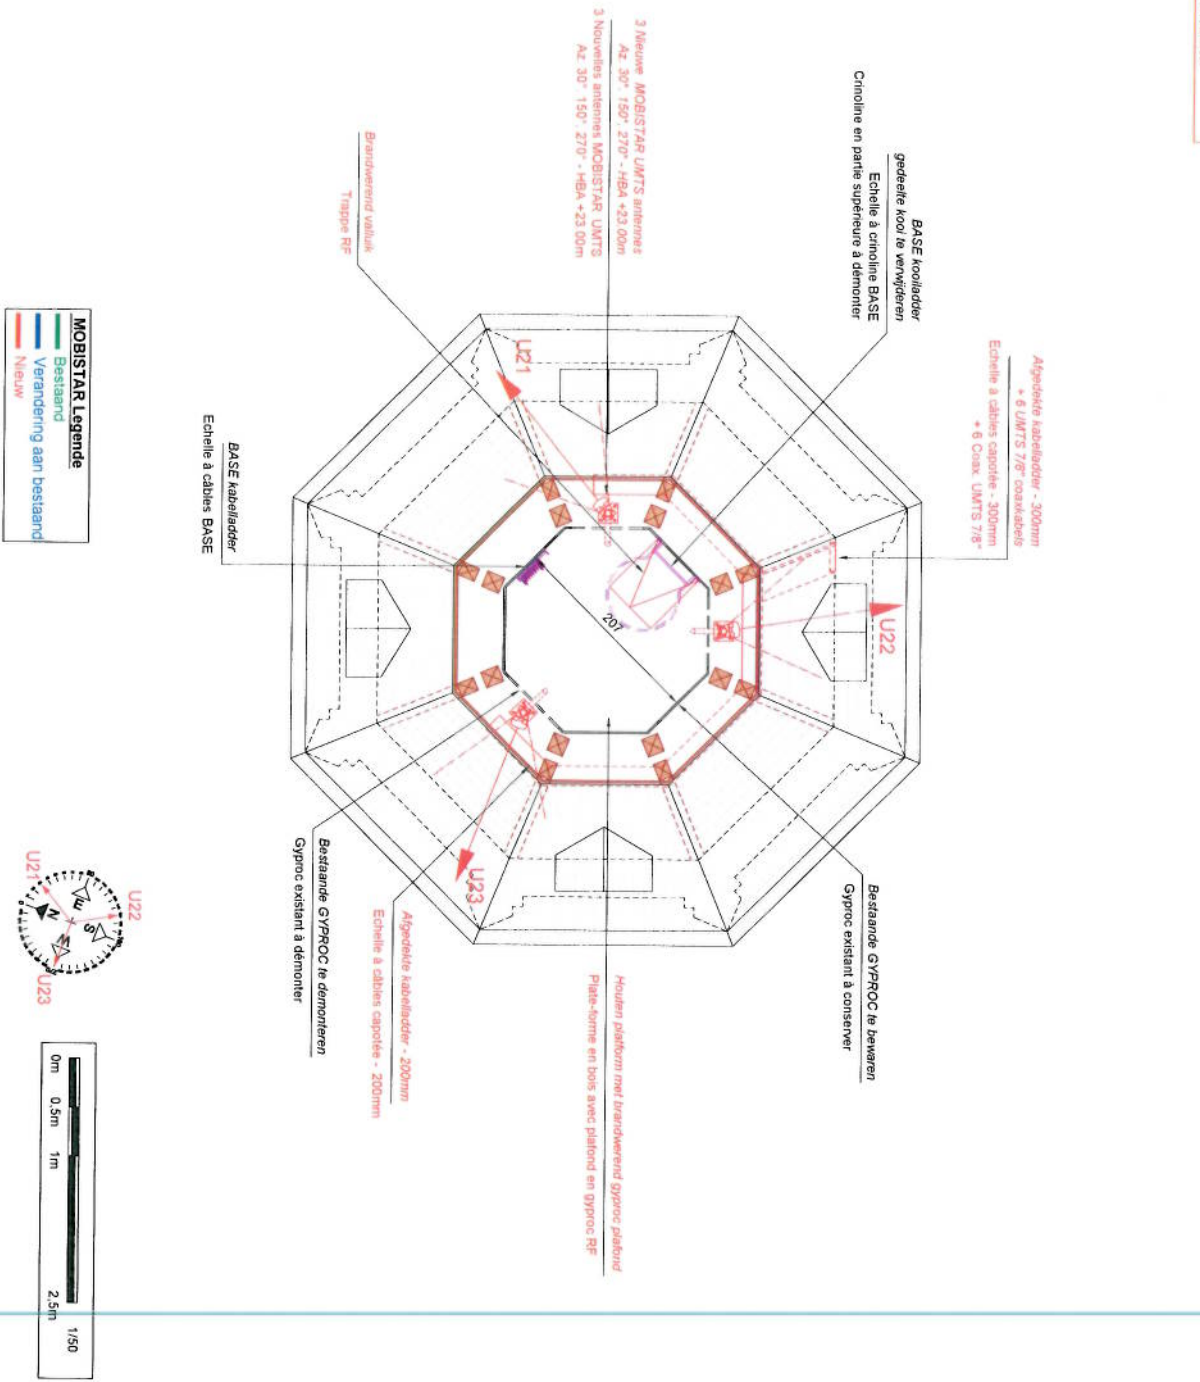 3 Nieuwe MOBISTAR UMTS antennes
Az. 30°, 150°, 270° - HBA +23.00m
3 Nouvelles antennes MOBISTAR UMTS
Az. 30°, 150°, 270° - HBA +23.00m
Brandwerend valluik
Trappe RF
BASE kooiladder
gedeelte kooi te verwijderen
Echelle à crinoline BASE
Crinoline en partie supérieure à démonter
Afgedekte kabelladder - 300mm
+ 6 UMTS 7/8" coaxkabels
Echelle à câbles capotée - 300mm
+ 6 Coax. UMTS 7/8"
BASE kabelladder
Echelle à câbles BASE
U21
U22
U23
207
Bestaande GYPROC te bewaren
Gyproc existant à conserver
Houten platform met brandwerend gyproc plafond
Plate-forme en bois avec plafond en gyproc RF
Afgedekte kabelladder - 200mm
Echelle à câbles capotée - 200mm
Bestaande GYPROC te demonteren
Gyproc existant à démonter
MOBISTAR Legende
Bestaand
Verandering aan bestaand
Nieuw
U22
U21
U23
N
E
S
W
0m 0,5m 1m 2,5m
1/50